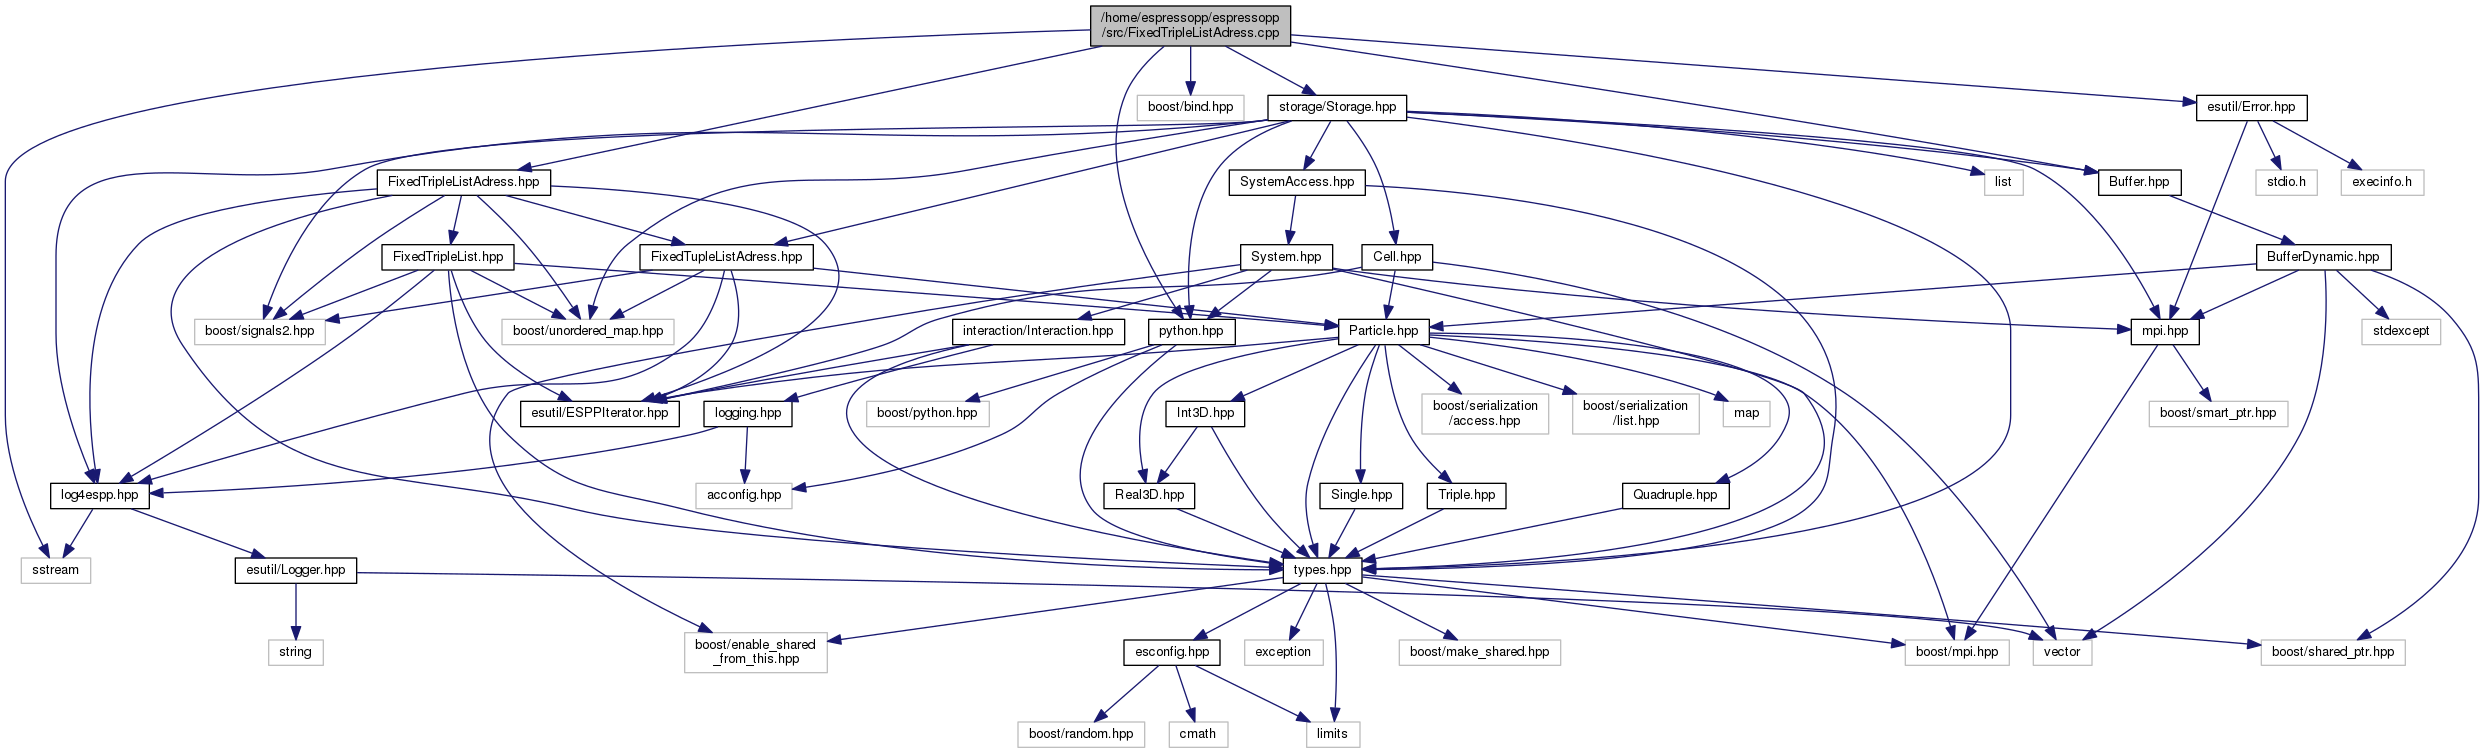 /home/espressopp/espressopp
/src/FixedTripleListAdress.cpp
boost/bind.hpp
storage/Storage.hpp
esutil/Error.hpp
FixedTripleListAdress.hpp
SystemAccess.hpp
list
Buffer.hpp
stdio.h
execinfo.h
FixedTripleList.hpp
FixedTupleListAdress.hpp
System.hpp
Cell.hpp
BufferDynamic.hpp
boost/signals2.hpp
boost/unordered_map.hpp
interaction/Interaction.hpp
python.hpp
Particle.hpp
mpi.hpp
stdexcept
esutil/ESPPIterator.hpp
logging.hpp
boost/python.hpp
Int3D.hpp
boost/serialization
/access.hpp
boost/serialization
/list.hpp
map
boost/smart_ptr.hpp
log4espp.hpp
acconfig.hpp
Real3D.hpp
Single.hpp
Triple.hpp
Quadruple.hpp
sstream
esutil/Logger.hpp
types.hpp
string
boost/enable_shared
_from_this.hpp
esconfig.hpp
exception
boost/make_shared.hpp
boost/mpi.hpp
vector
boost/shared_ptr.hpp
boost/random.hpp
cmath
limits